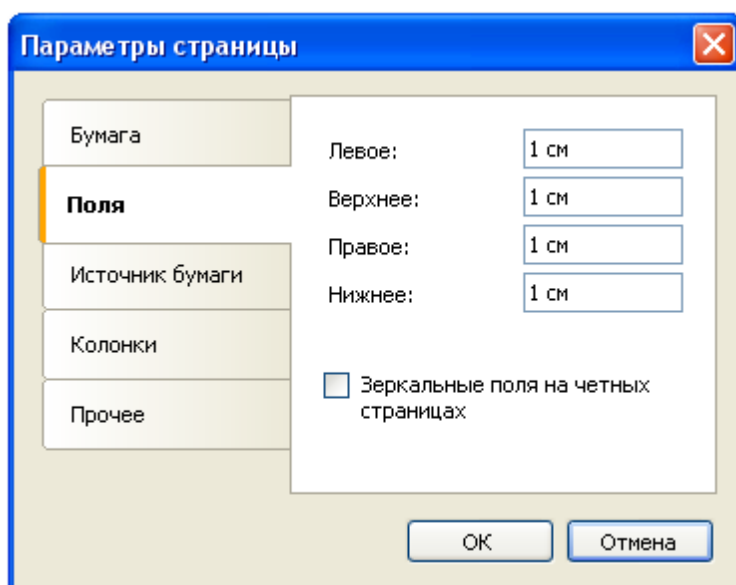 Параметры страницы
Бумага
Поля
Источник бумаги
Колонки
Прочее
Левое: 1 см
Верхнее: 1 см
Правое: 1 см
Нижнее: 1 см
Зеркальные поля на четных
страницах
OK Отмена